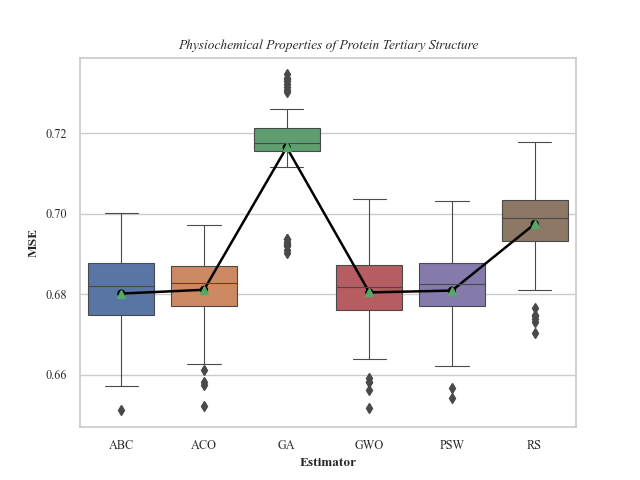 Physiochemical Properties of Protein Tertiary Structure
0.72
0.70
0.68
0.66
MSE
ABC ACO GA GWO PSW RS
Estimator